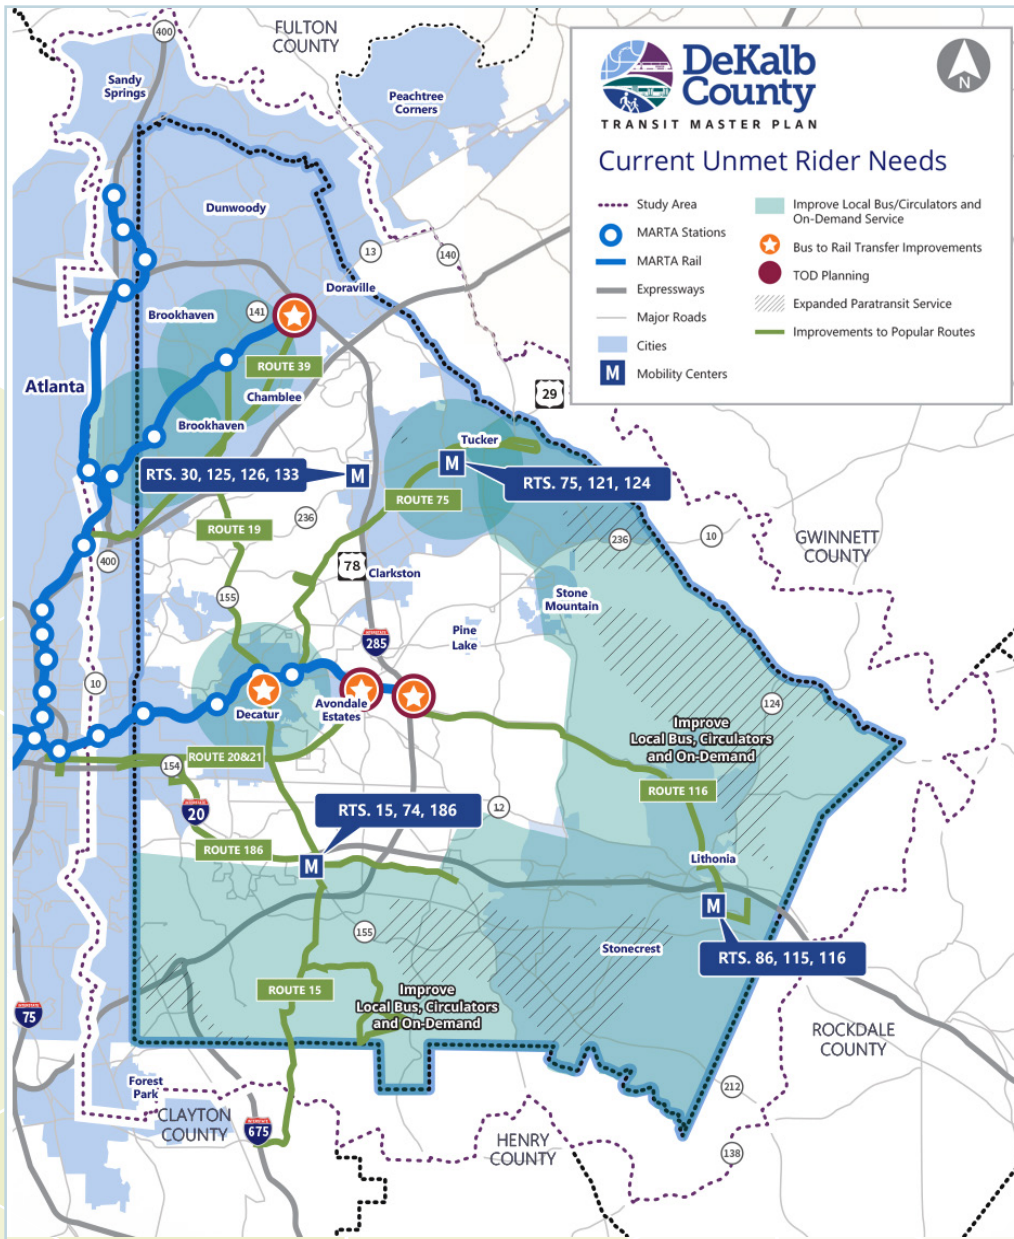 FULTON
COUNTY
400
Sandy
Springs
Peachtree
Corners
DeKalb
County
TRANSIT MASTER PLAN
N
Current Unmet Rider Needs
Study Area
MARTA Stations
MARTA Rail
Expressways
Major Roads
Cities
M
Mobility Centers
Improve Local Bus/Circulators and
On-Demand Service
Bus to Rail Transfer Improvements
TOD Planning
Expanded Paratransit Service
Improvements to Popular Routes
Dunwoody
13
140
Doraville
Brookhaven
141
ROUTE 39
Atlanta
Chamblee
29
Brookhaven
Tucker
RTS. 30, 125, 126, 133
M
M
RTS. 75, 121, 124
ROUTE 75
236
ROUTE 19
236
10
GWINNETT
COUNTY
400
78
Clarkston
155
Stone
Mountain
Pine
Lake
INTERSTATE
285
10
124
Decatur
Avondale
Estates
Improve
Local Bus, Circulators
and On-Demand
ROUTE 20&21
154
ROUTE 116
INTERSTATE
20
RTS. 15, 74, 186
12
ROUTE 186
M
Lithonia
M
155
Stonecrest
RTS. 86, 115, 116
ROUTE 15
Improve
Local Bus, Circulators
and On-Demand
INTERSTATE
75
ROCKDALE
COUNTY
Forest
Park
212
CLAYTON
COUNTY
INTERSTATE
675
HENRY
COUNTY
138